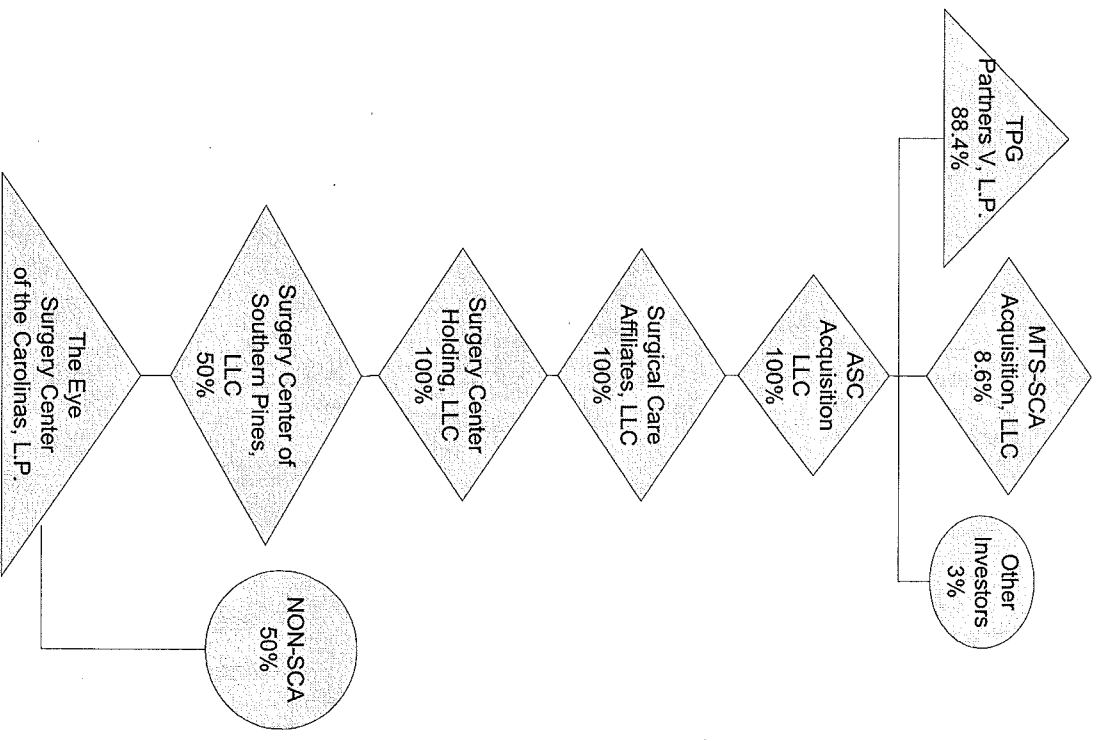 TPG
Partners V, L.P.
88.4%
MTS-SCA
Acquisition, LLC
8.6%
Other
Investors
3%
ASC
Acquisition
LLC
100%
Surgical Care
Affiliates, LLC
100%
Surgery Center
Holding, LLC
100%
Surgery Center of
Southern Pines,
LLC
50%
NON-SCA
50%
The Eye
Surgery Center
of the Carolinas, L.P.